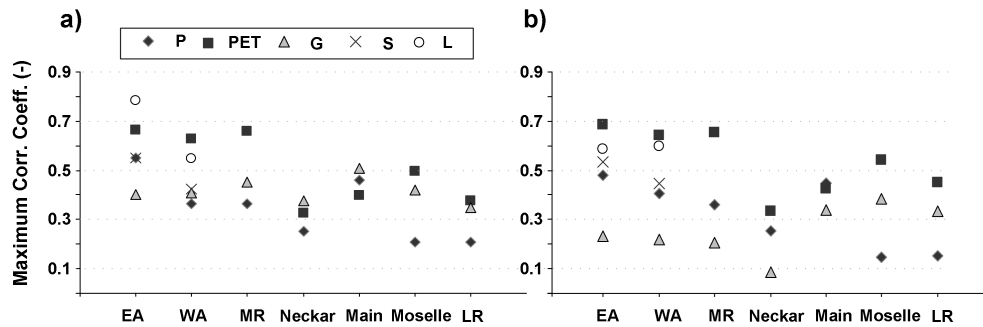 a)
b)
P PET G S L
Maximum Corr. Coeff. (-)
0.9
0.7
0.5
0.3
0.1
EA WA MR Neckar Main Moselle LR
0.9
0.7
0.5
0.3
0.1
EA WA MR Neckar Main Moselle LR